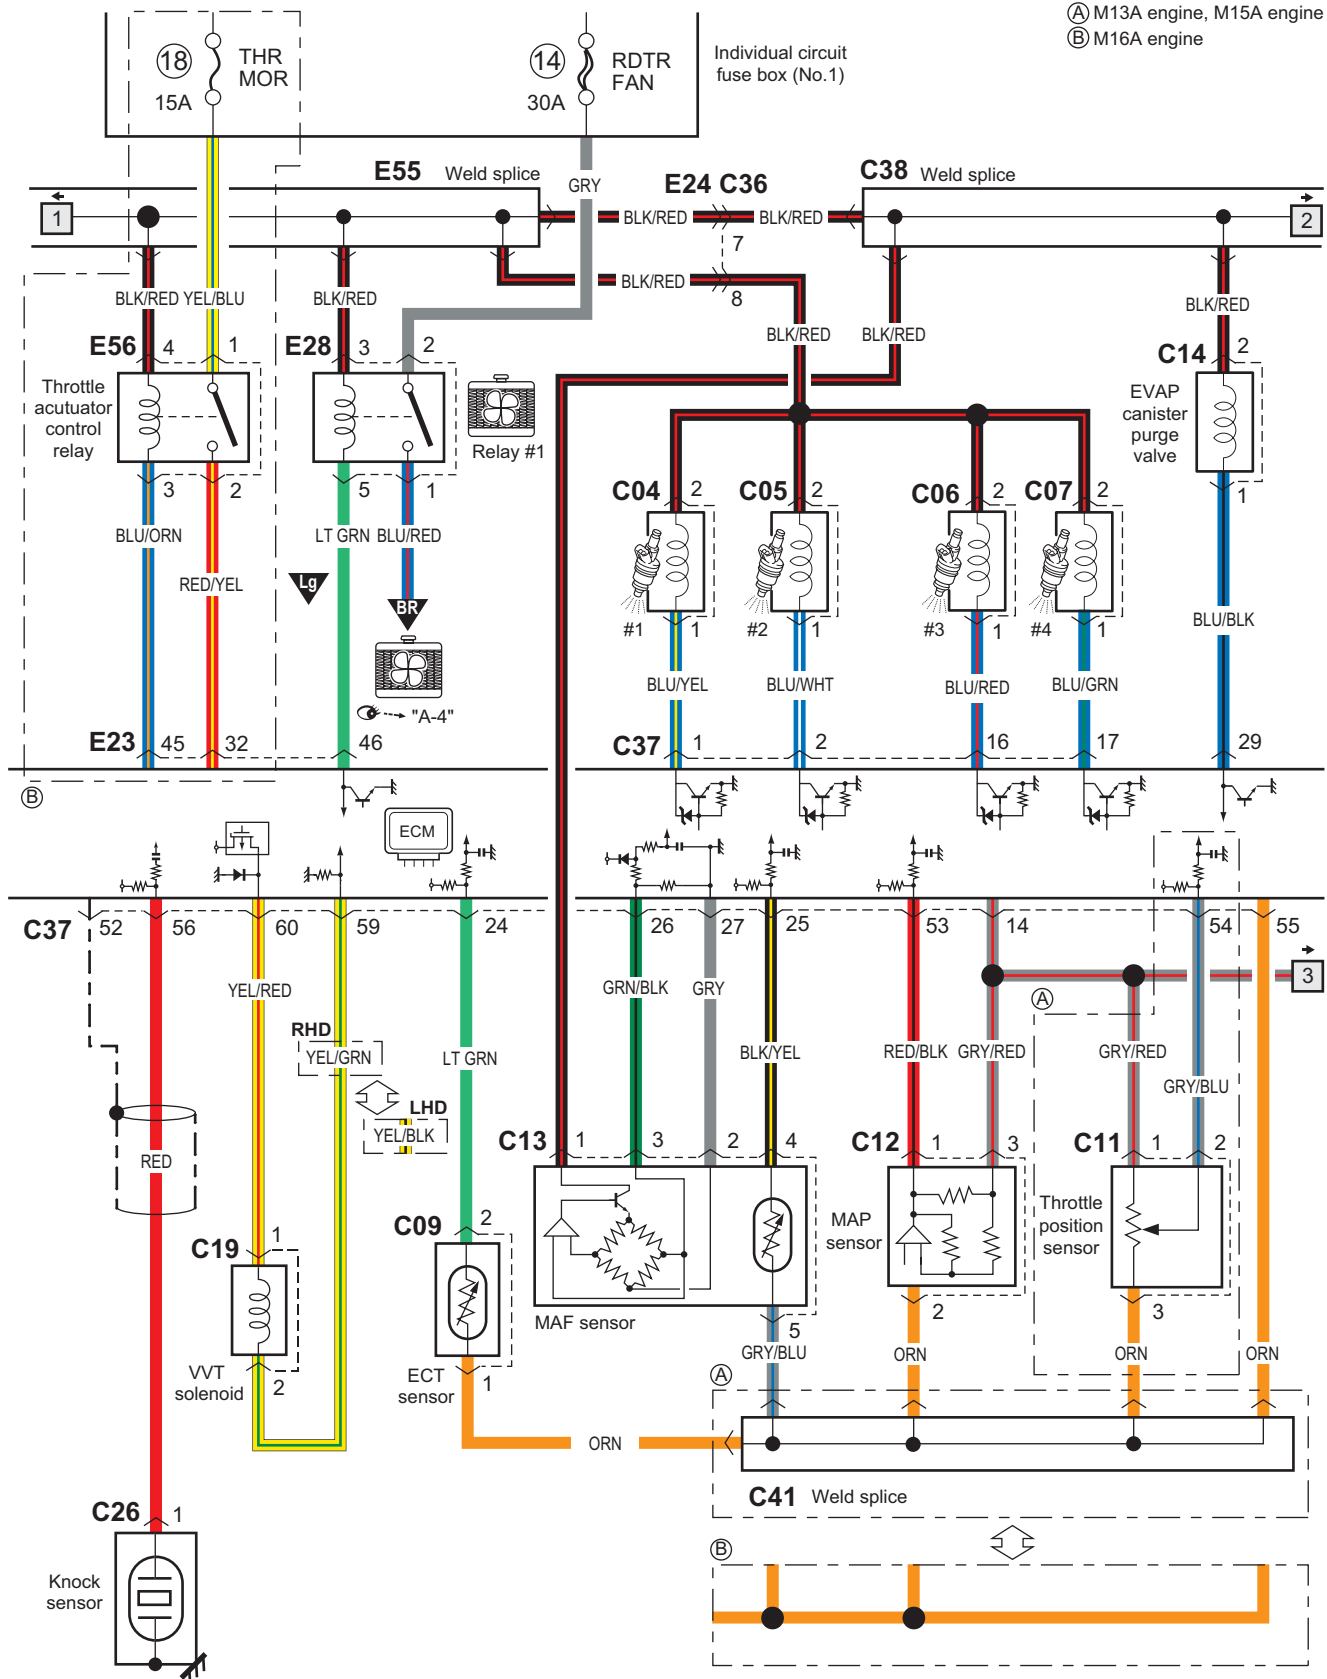 Ⓐ M13A engine, M15A engine
Ⓑ M16A engine
18
THR
MOR
15A
14
RDTR
FAN
30A
Individual circuit
fuse box (No.1)
E55 Weld splice
GRY
E24 C36
C38 Weld splice
1
BLK/RED
BLK/RED
2
7
BLK/RED
8
BLK/RED
YEL/BLU
BLK/RED
BLK/RED
BLK/RED
BLK/RED
E56 4 1
E28 3 2
C14 2
Throttle
acutuator
control
relay
Relay #1
EVAP
canister
purge
valve
3 2
5 1
1
C04 2
C05 2
C06 2
C07 2
BLU/ORN
LT GRN
BLU/RED
RED/YEL
Lg
BR
#1 1
#2 1
#3 1
#4 1
BLU/BLK
BLU/YEL
BLU/WHT
BLU/RED
BLU/GRN
"A-4"
E23 45 32 46
C37 1 2 16 17 29
Ⓑ
ECM
C37 52 56 60 59 24 26 27 25 53 14 54 55
3
YEL/RED
GRN/BLK
GRY
Ⓐ
RHD
YEL/GRN
LT GRN
BLK/YEL
RED/BLK
GRY/RED
GRY/RED
GRY/BLU
LHD
YEL/BLK
RED
C13 1 3 2 4
C12 1 3
C11 1 2
C09 2
C19 1
MAP
sensor
Throttle
position
sensor
MAF sensor
5
2
3
GRY/BLU
ORN
ORN
ORN
VVT
solenoid
2
ECT
sensor
1
Ⓐ
ORN
C41 Weld splice
C26 1
Ⓑ
Knock
sensor